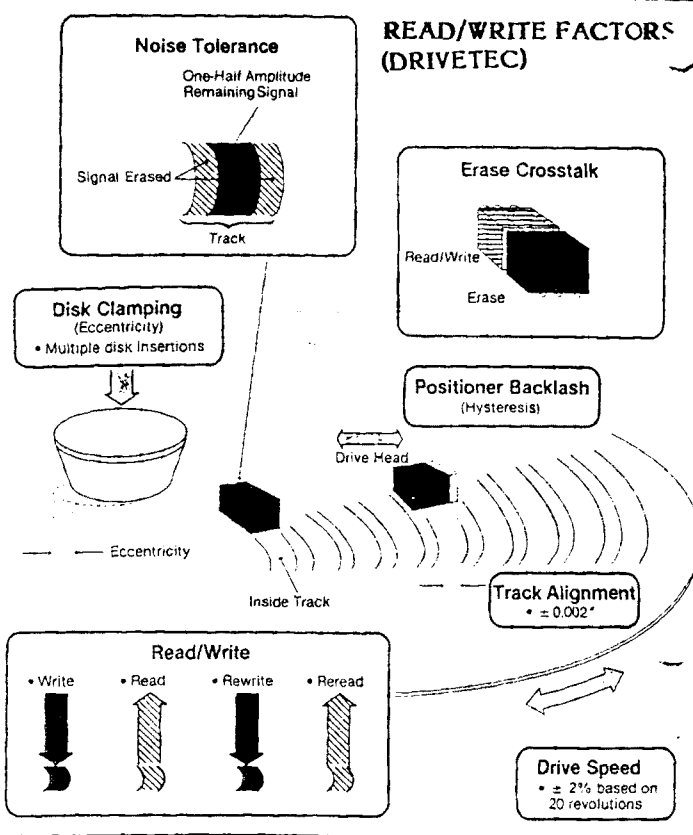 READ/WRITE FACTORS
(DRIVETEC)
Noise Tolerance
One-Half Amplitude
Remaining Signal
Signal Erased
Track
Erase Crosstalk
Read/Write
Erase
Disk Clamping
(Eccentricity)
• Multiple disk Insertions
Positioner Backlash
(Hysteresis)
Drive Head
Eccentricity
Inside Track
Track Alignment
• ± 0.002"
Read/Write
• Write • Read • Rewrite • Reread
Drive Speed
• ± 2% based on
20 revolutions